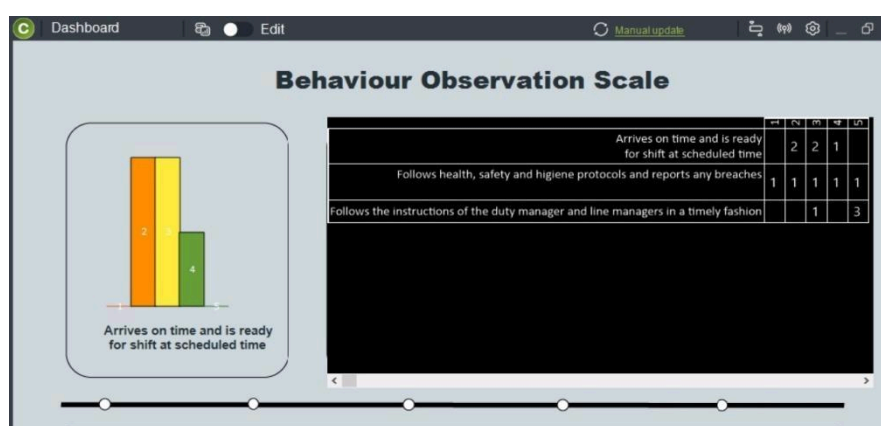 C Dashboard Edit Manual update
Behaviour Observation Scale
1 2 3 4 5
Arrives on time and is ready
for shift at scheduled time
2 2 1
Follows health, safety and higiene protocols and reports any breaches
1 1 1 1 1
Follows the instructions of the duty manager and line managers in a timely fashion
1 3
1 2 3 4 5
Arrives on time and is ready
for shift at scheduled time